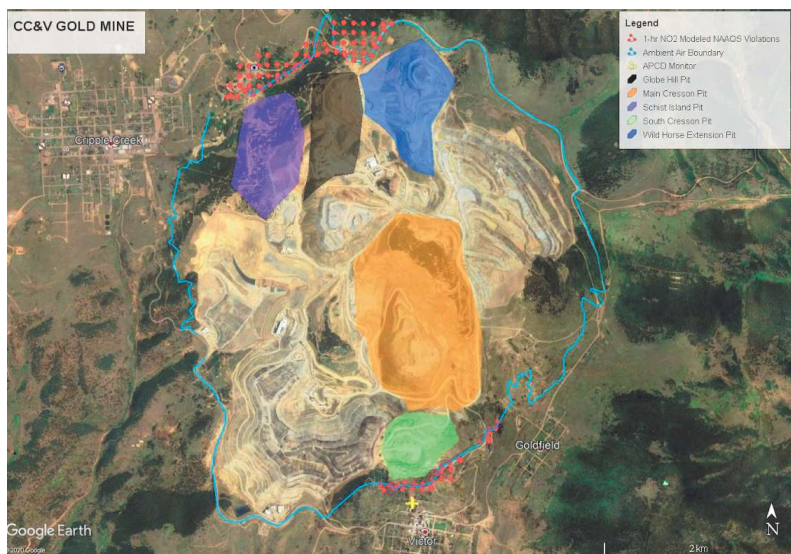 CC&V GOLD MINE
Legend
1-hr NO2 Modeled NAAQS Violations
Ambient Air Boundary
APCD Monitor
Globe Hill Pit
Main Cresson Pit
Schist Island Pit
South Cresson Pit
Wild Horse Extension Pit
Cripple Creek
Goldfield
Victor
Google Earth
©2020 Google
2 km
N